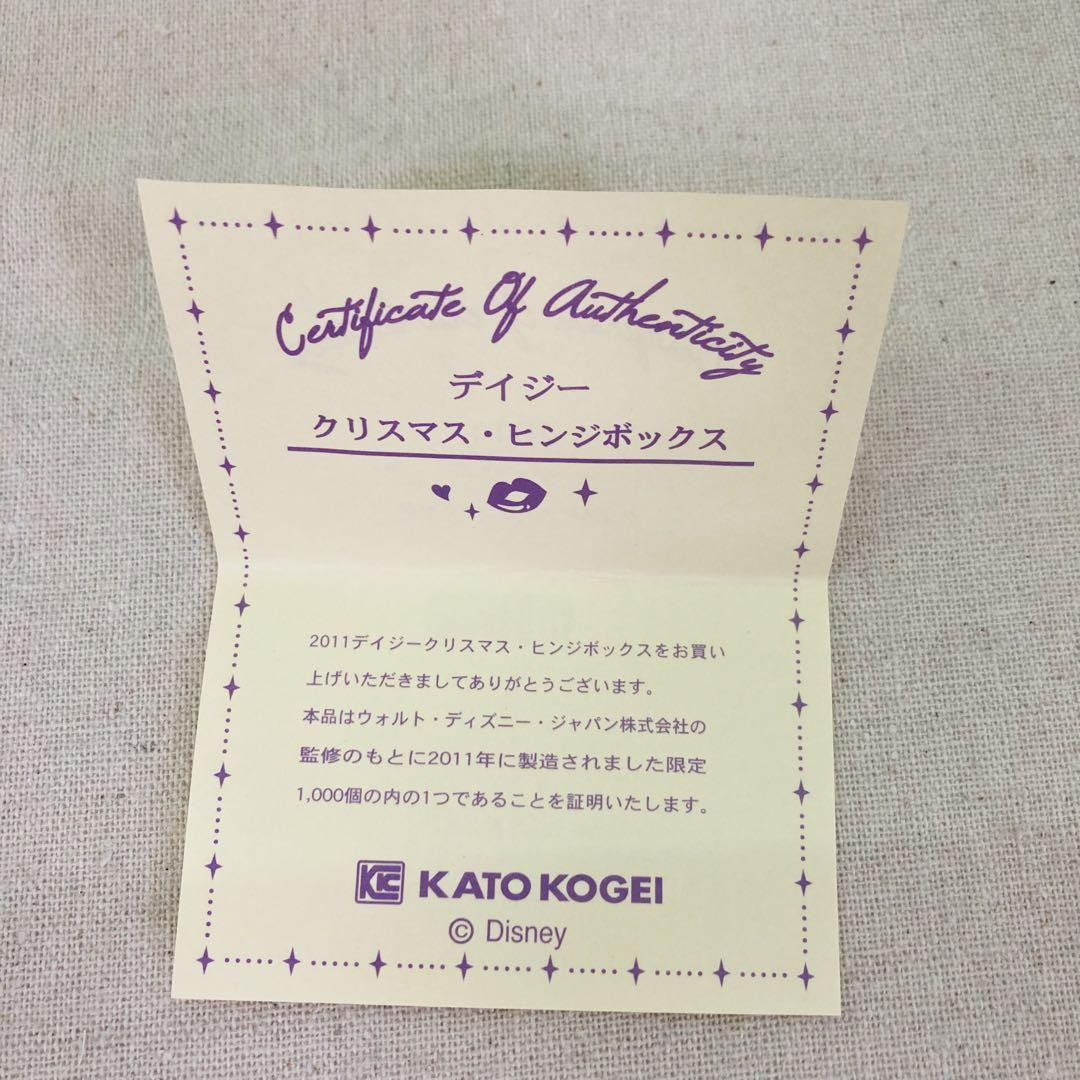 Certificate Of Authenticity
デイジー
クリスマス・ヒンジボックス
2011デイジークリスマス・ヒンジボックスをお買い
上げいただきましてありがとうございます。
本品はウォルト・ディズニー・ジャパン株式会社の
監修のもとに2011年に製造されました限定
1,000個の内の1つであることを証明いたします。
KC KATO KOGEI
© Disney